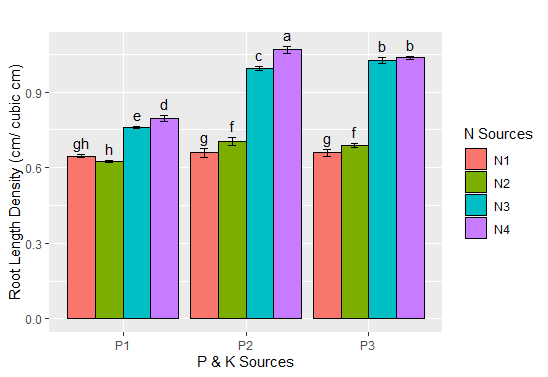 a
b
b
c
d
e
f
f
gh
h
g
g
Root Length Density (cm/ cubic cm)
0.9
0.6
0.3
0.0
P1
P2
P3
P & K Sources
N Sources
N1
N2
N3
N4